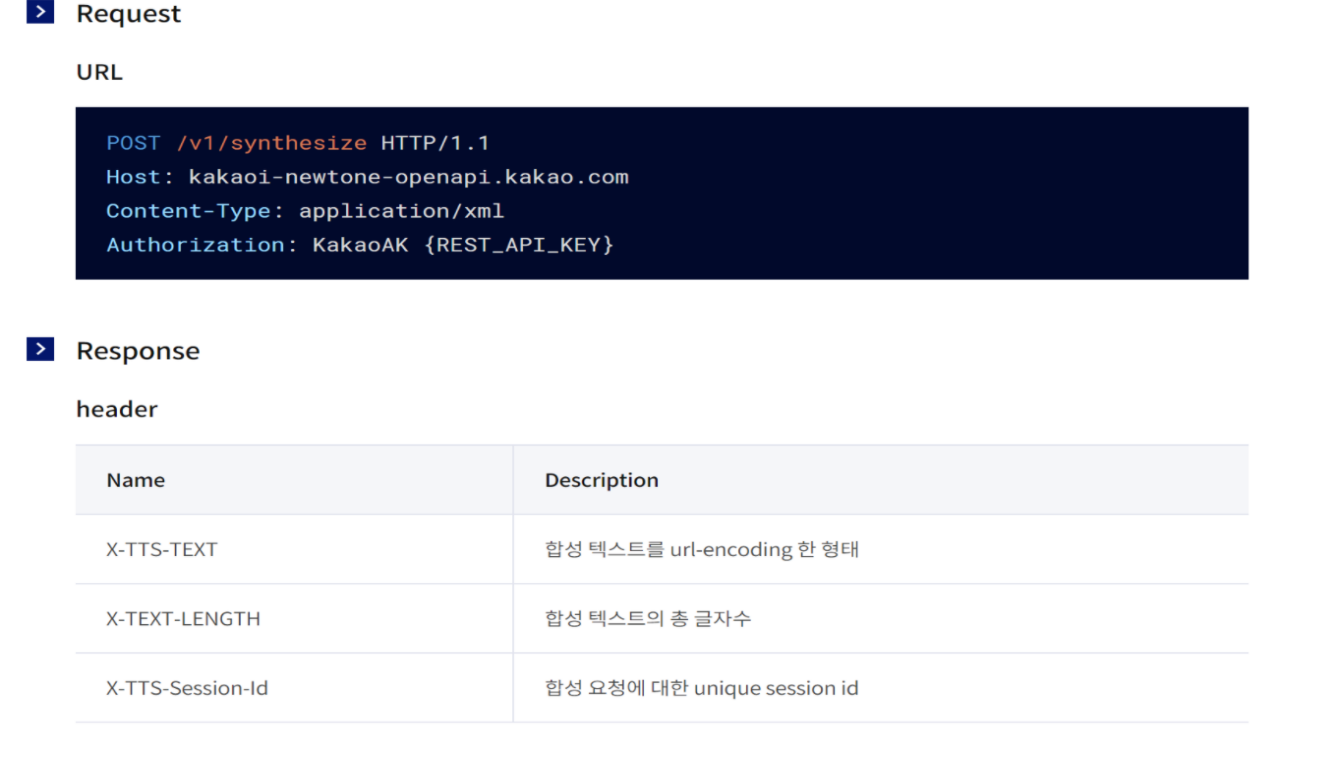 Request
URL
POST /v1/synthesize HTTP/1.1
Host: kakaoi-newtone-openapi.kakao.com
Content-Type: application/xml
Authorization: KakaoAK {REST_API_KEY}
Response
header
Name Description
X-TTS-TEXT 합성 텍스트를 url-encoding 한 형태
X-TEXT-LENGTH 합성 텍스트의 총 글자수
X-TTS-Session-Id 합성 요청에 대한 unique session id